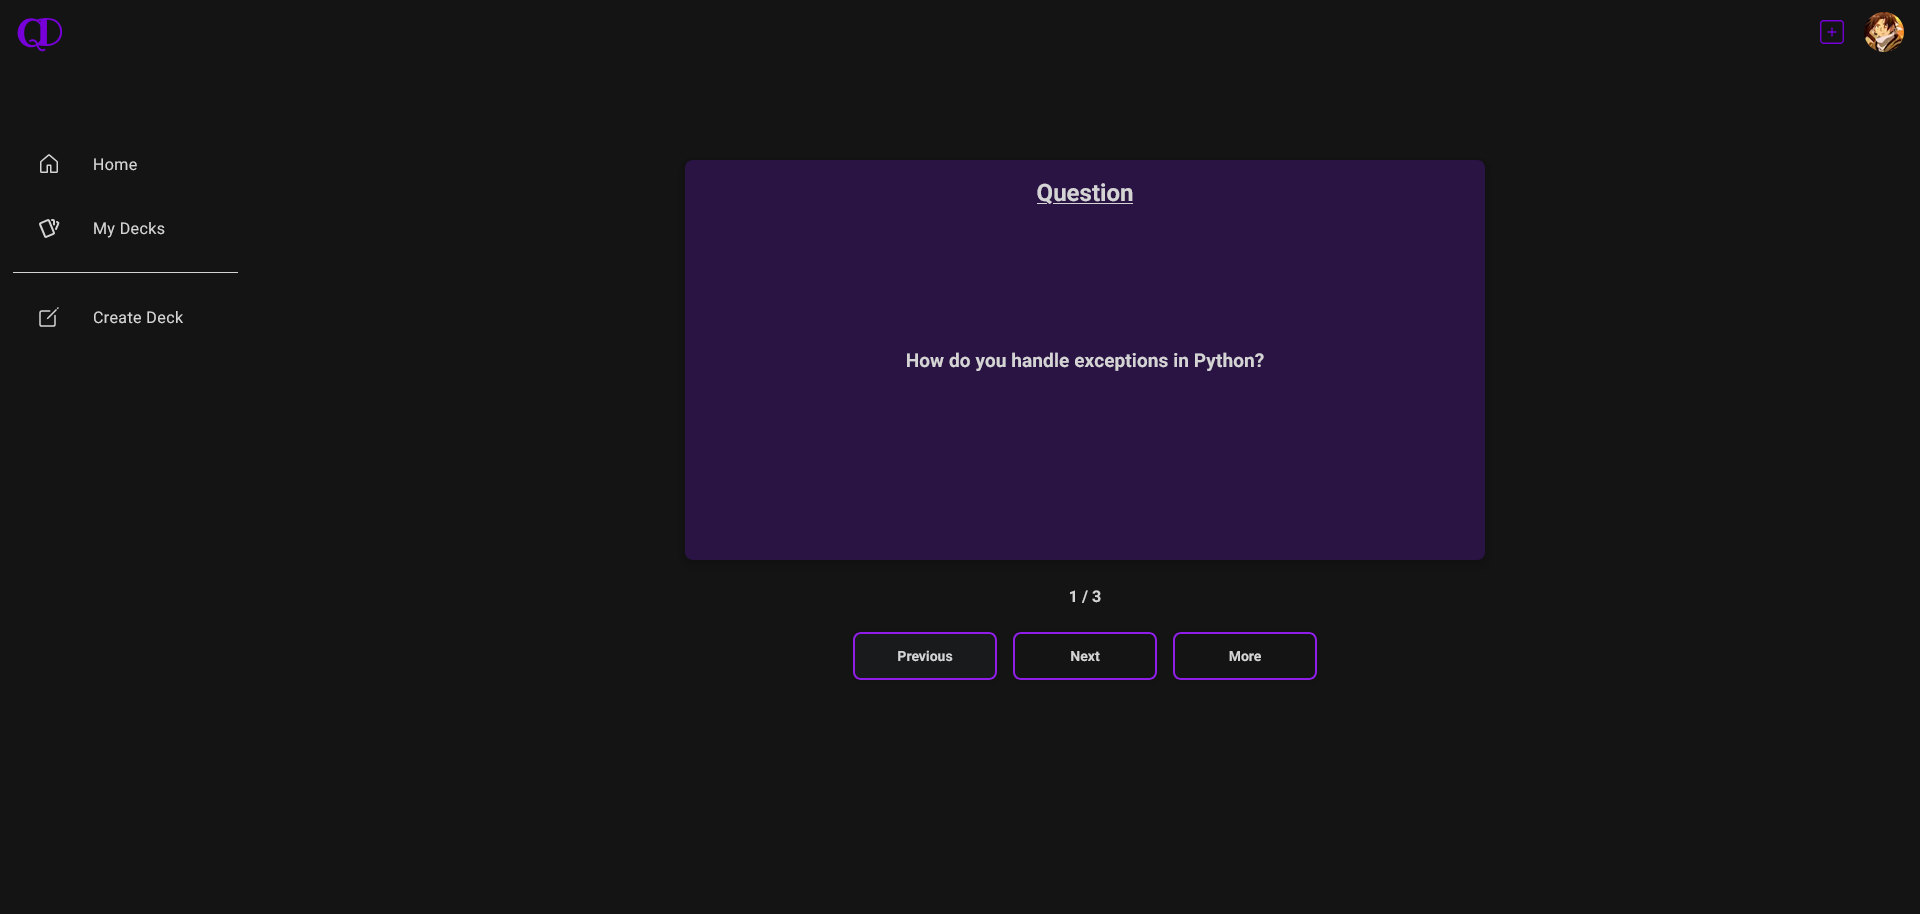 QD
Home
My Decks
Create Deck
Question
How do you handle exceptions in Python?
1 / 3
Previous
Next
More